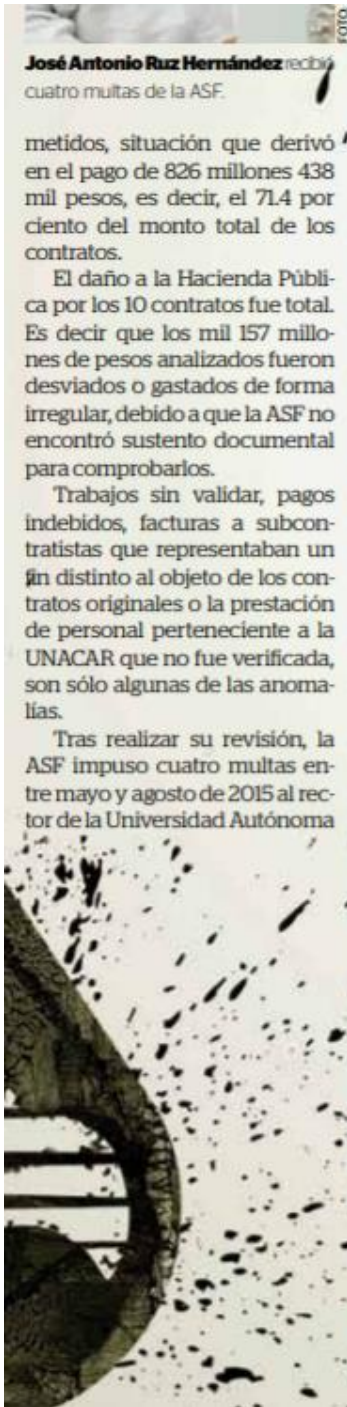 FOTO
José Antonio Ruz Hernández recibió
cuatro multas de la ASF.
metidos, situación que derivó
en el pago de 826 millones 438
mil pesos, es decir, el 71.4 por
ciento del monto total de los
contratos.
El daño a la Hacienda Públi-
ca por los 10 contratos fue total.
Es decir que los mil 157 millo-
nes de pesos analizados fueron
desviados o gastados de forma
irregular, debido a que la ASF no
encontró sustento documental
para comprobarlos.
Trabajos sin validar, pagos
indebidos, facturas a subcon-
tratistas que representaban un
fin distinto al objeto de los con-
tratos originales o la prestación
de personal perteneciente a la
UNACAR que no fue verificada,
son sólo algunas de las anoma-
lías.
Tras realizar su revisión, la
ASF impuso cuatro multas en-
tre mayo y agosto de 2015 al rec-
tor de la Universidad Autónoma